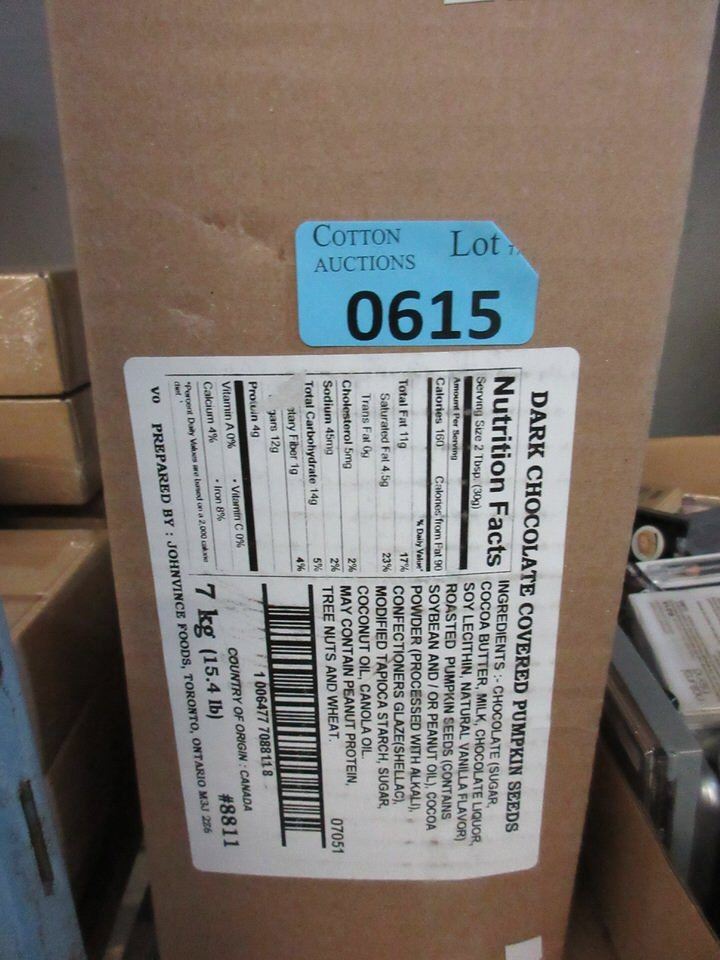 COTTON AUCTIONS
Lot
0615
DARK CHOCOLATE COVERED PUMPKIN SEEDS
Nutrition Facts
Serving Size 2 Tbsp. (30g)
Amount Per Serving
Calories 160 Calories from Fat 90
% Daily Value*
Total Fat 11g 17%
Saturated Fat 4.5g 23%
Trans Fat 0g
Cholesterol 5mg 2%
Sodium 45mg 2%
Total Carbohydrate 14g 5%
etary Fiber 1g 4%
gars 12g
Protein 4g
Vitamin A 0% • Vitamin C 0%
Calcium 4% • Iron 8%
*Percent Daily Values are based on a 2,000 calorie
diet
INGREDIENTS :- CHOCOLATE (SUGAR,
COCOA BUTTER, MILK, CHOCOLATE LIQUOR,
SOY LECITHIN, NATURAL VANILLA FLAVOR)
ROASTED PUMPKIN SEEDS (CONTAINS
SOYBEAN AND / OR PEANUT OIL), COCOA
POWDER (PROCESSED WITH ALKALI),
CONFECTIONERS GLAZE(SHELLAC),
MODIFIED TAPIOCA STARCH, SUGAR,
COCONUT OIL, CANOLA OIL.
MAY CONTAIN PEANUT PROTEIN,
TREE NUTS AND WHEAT.
07051
1 006477 708811 8
COUNTRY OF ORIGIN : CANADA
7 kg (15.4 lb) #8811
VO PREPARED BY : JOHNVINCE FOODS, TORONTO, ONTARIO M3J 2Z6